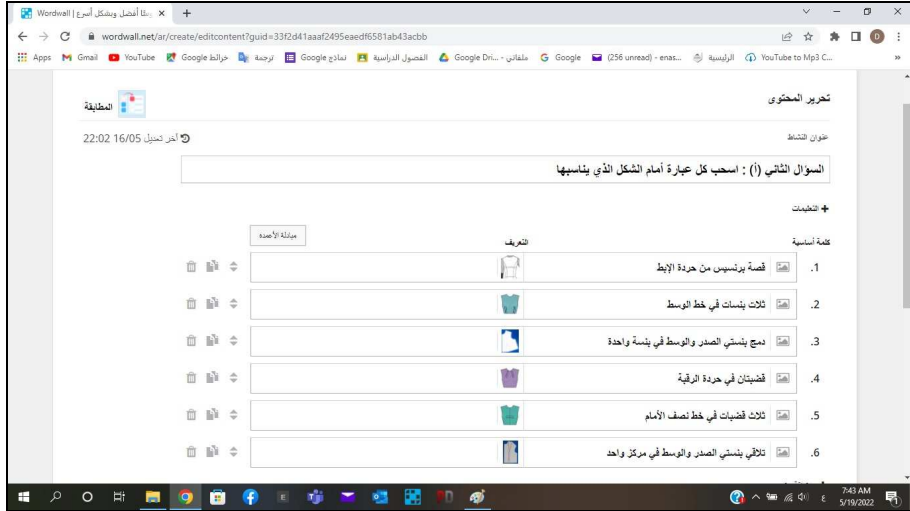 Wordwall | بطريقة أفضل وبشكل أسرع
wordwall.net/ar/create/editcontent?guid=33f2d41aaaf2495eaedf6581ab43acbb
Apps Gmail YouTube خرائط Google ترجمة Google نماذج Google الفصول الدراسية ملفاتي - Google Dri... Google (256 unread) - enas... الرئيسية YouTube to Mp3 C...
تحرير المحتوى
المطابقة
عنوان النشاط
آخر تعديل 16/05 22:02
السؤال الثاني (أ) : اسحب كل عبارة أمام الشكل الذي يناسبها
+ التعليمات
كلمة أساسية التعريف مبادلة الأعمدة
1. قصة برنسيس من حردة الإبط
2. ثلاث بنسات في خط الوسط
3. دمج بنستي الصدر والوسط في بنسة واحدة
4. قضيتان في حردة الرقبة
5. ثلاث قضيات في خط نصف الأمام
6. تلاقي بنستي الصدر والوسط في مركز واحد
7:43 AM
5/19/2022